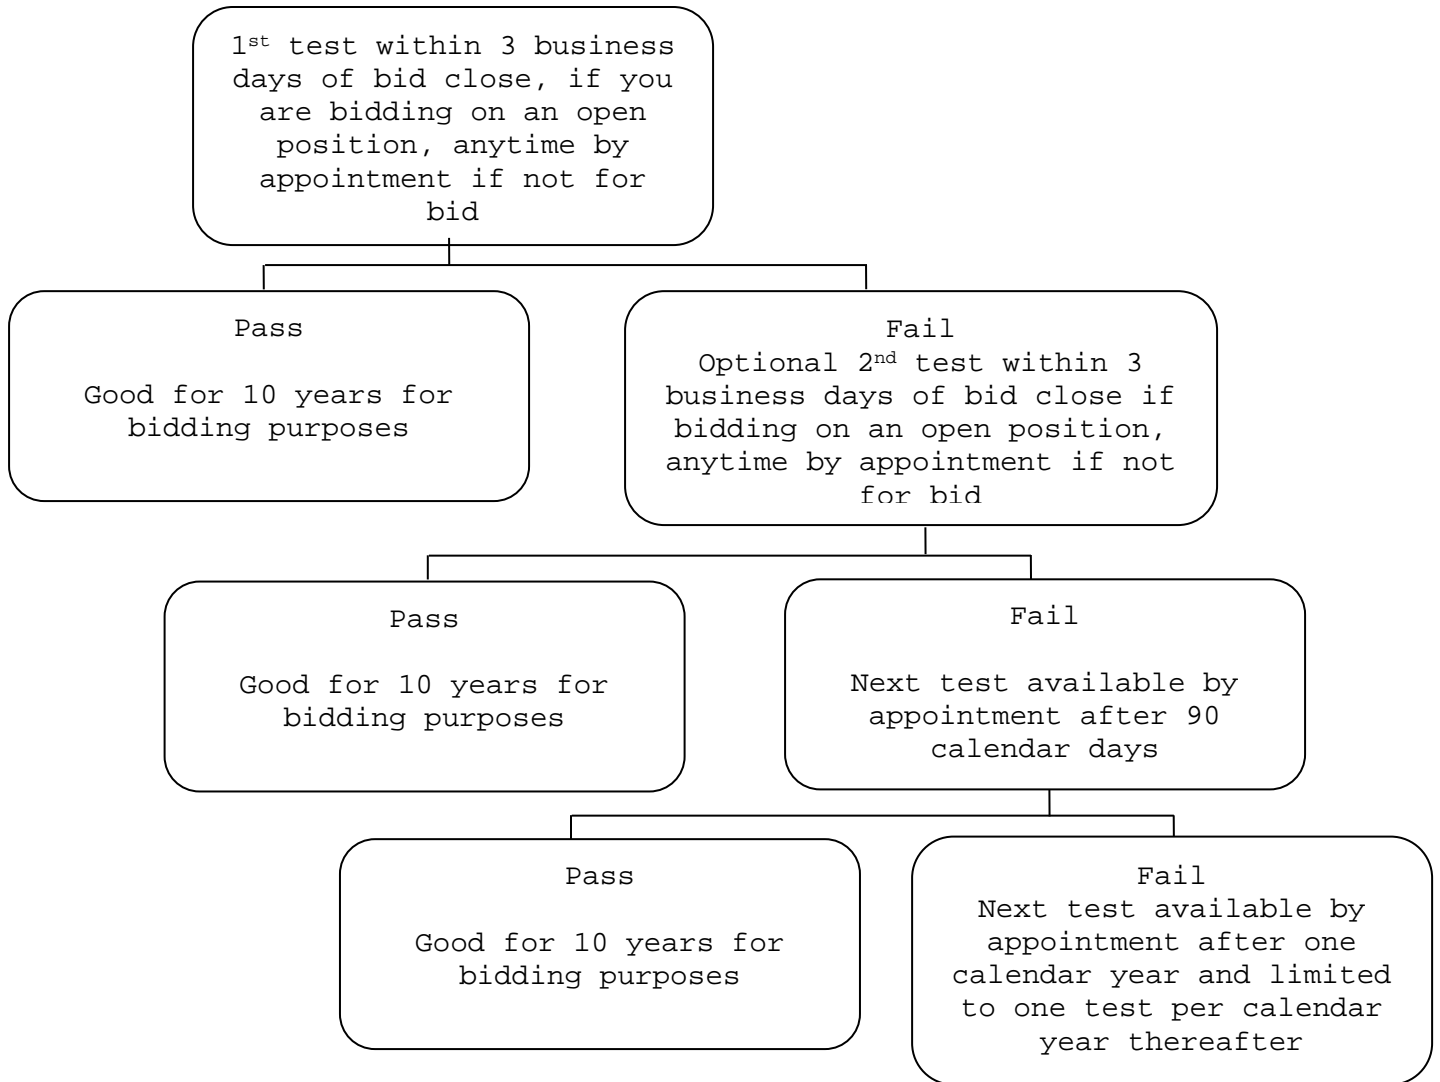 1st test within 3 business
days of bid close, if you
are bidding on an open
position, anytime by
appointment if not for
bid
Pass
Good for 10 years for
bidding purposes
Fail
Optional 2nd test within 3
business days of bid close if
bidding on an open position,
anytime by appointment if not
for bid
Pass
Good for 10 years for
bidding purposes
Fail
Next test available by
appointment after 90
calendar days
Pass
Good for 10 years for
bidding purposes
Fail
Next test available by
appointment after one
calendar year and limited
to one test per calendar
year thereafter